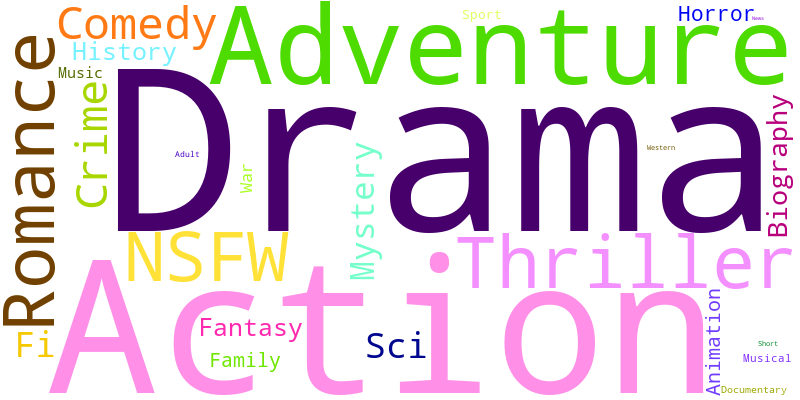 Comedy
Adventure
Sport
Horror
News
History
Music
Romance
Crime
Drama
Adult
War
Mystery
Western
Biography
NSFW
Thriller
Action
Fantasy
Family
Fi
Sci
Animation
Short
Musical
Documentary